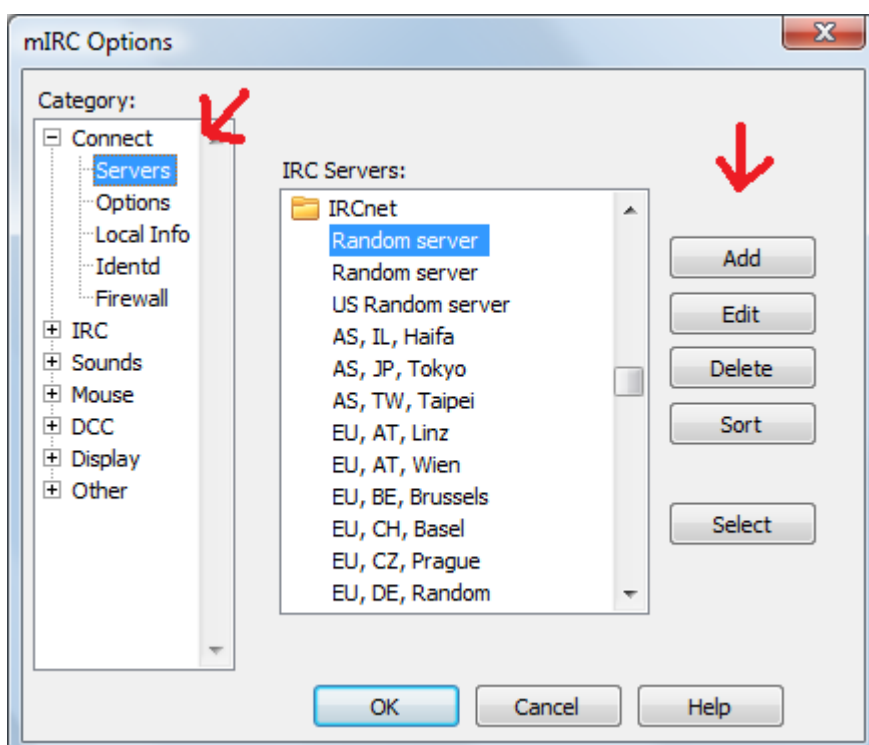 mIRC Options
Category:
Connect
Servers
Options
Local Info
Identd
Firewall
IRC
Sounds
Mouse
DCC
Display
Other
IRC Servers:
IRCnet
Random server
Random server
US Random server
AS, IL, Haifa
AS, JP, Tokyo
AS, TW, Taipei
EU, AT, Linz
EU, AT, Wien
EU, BE, Brussels
EU, CH, Basel
EU, CZ, Prague
EU, DE, Random
Add
Edit
Delete
Sort
Select
OK
Cancel
Help